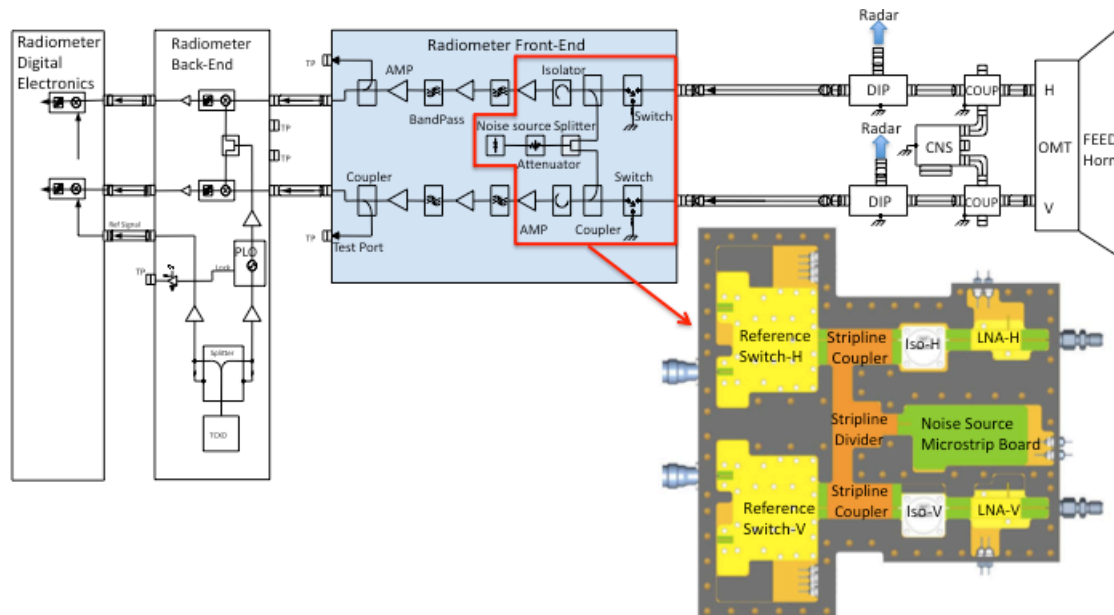 Radiometer
Digital
Electronics
Radiometer
Back-End
Radiometer Front-End
TP
AMP
Isolator
BandPass
Switch
Noise source
Splitter
Attenuator
TP
TP
Coupler
Switch
AMP
Coupler
TP
Test Port
Ref Signal
PLO
Lock
TP
Splitter
TCXO
Radar
Radar
DIP
COUP
H
CNS
OMT
FEED
Horn
DIP
COUP
V
Reference
Switch-H
Stripline
Coupler
Iso-H
LNA-H
Stripline
Divider
Noise Source
Microstrip Board
Reference
Switch-V
Stripline
Coupler
Iso-V
LNA-V